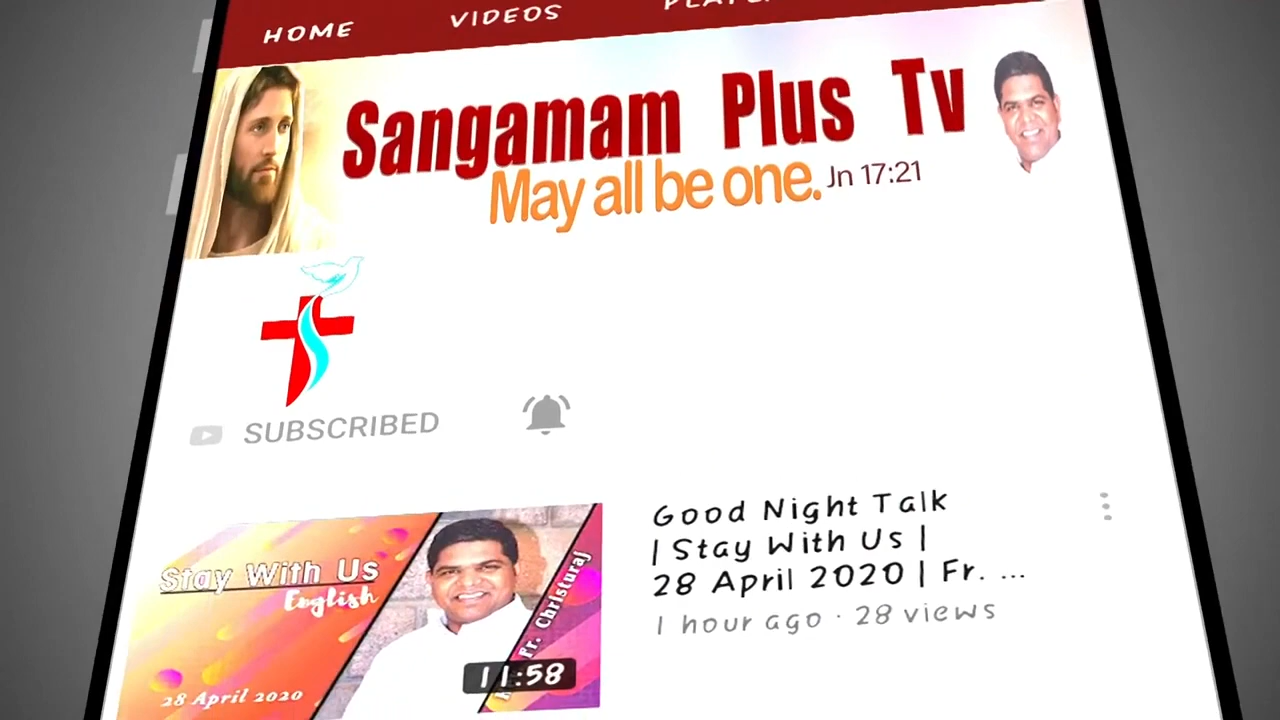 HOME VIDEOS
Sangamam Plus Tv
May all be one. Jn 17:21
SUBSCRIBED
Good Night Talk
| Stay With Us |
28 April 2020 | Fr. ...
1 hour ago · 28 views
Stay With Us
English
28 April 2020
Fr. Christuraj
11:58